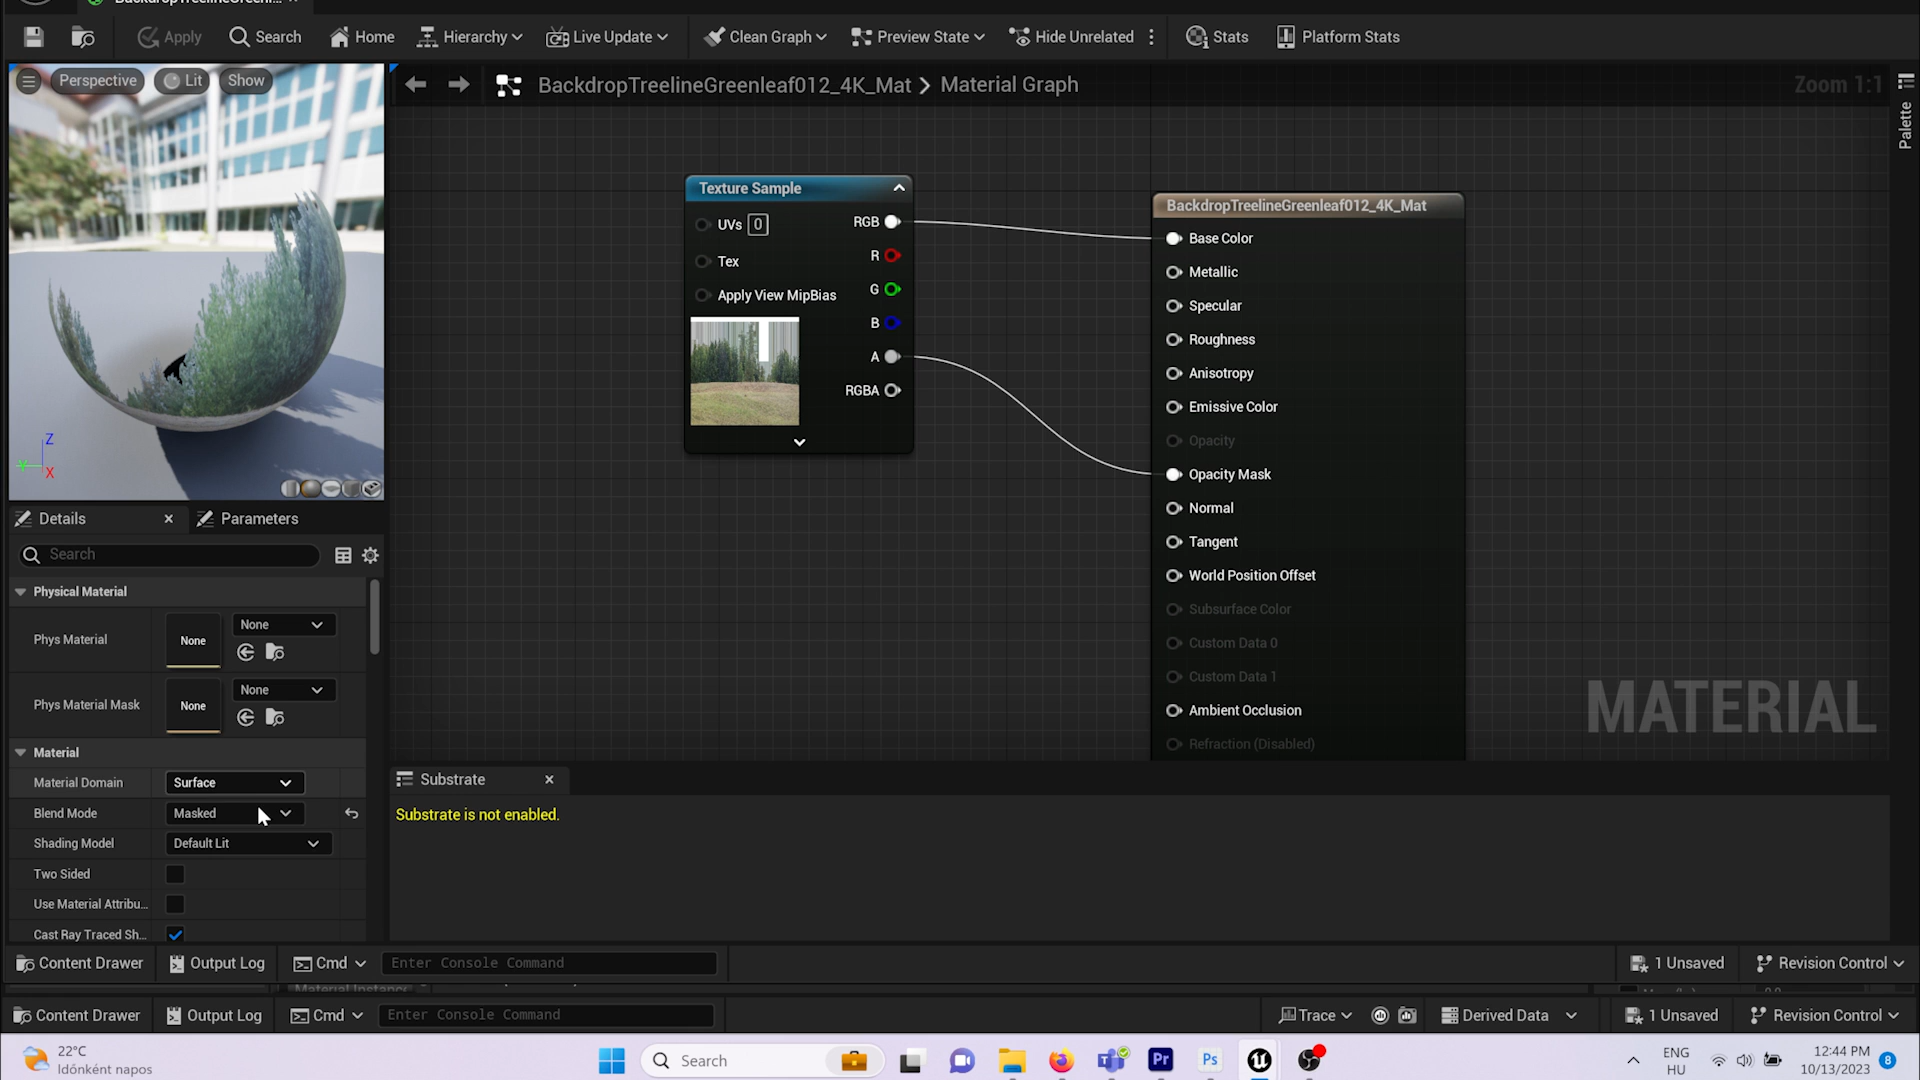 BackdropTreelineGreenl...
Apply
Search
Home
Hierarchy
Live Update
Clean Graph
Preview State
Hide Unrelated
Stats
Platform Stats
Perspective
Lit
Show
BackdropTreelineGreenleaf012_4K_Mat
Material Graph
Zoom 1:1
Palette
Texture Sample
UVs 0
Tex
Apply View MipBias
RGB
R
G
B
A
RGBA
BackdropTreelineGreenleaf012_4K_Mat
Base Color
Metallic
Specular
Roughness
Anisotropy
Emissive Color
Opacity
Opacity Mask
Normal
Tangent
World Position Offset
Subsurface Color
Custom Data 0
Custom Data 1
Ambient Occlusion
Refraction (Disabled)
MATERIAL
Z
Y
X
Details
Parameters
Search
Physical Material
Phys Material
None
None
Phys Material Mask
None
None
Material
Material Domain
Surface
Blend Mode
Masked
Shading Model
Default Lit
Two Sided
Use Material Attribu...
Cast Ray Traced Sh...
Substrate
Substrate is not enabled.
Content Drawer
Output Log
Cmd
Enter Console Command
1 Unsaved
Revision Control
Material Instance
Content Drawer
Output Log
Cmd
Enter Console Command
Trace
Derived Data
1 Unsaved
Revision Control
22°C
Időnként napos
Search
Pr
Ps
ENG
HU
12:44 PM
10/13/2023
8